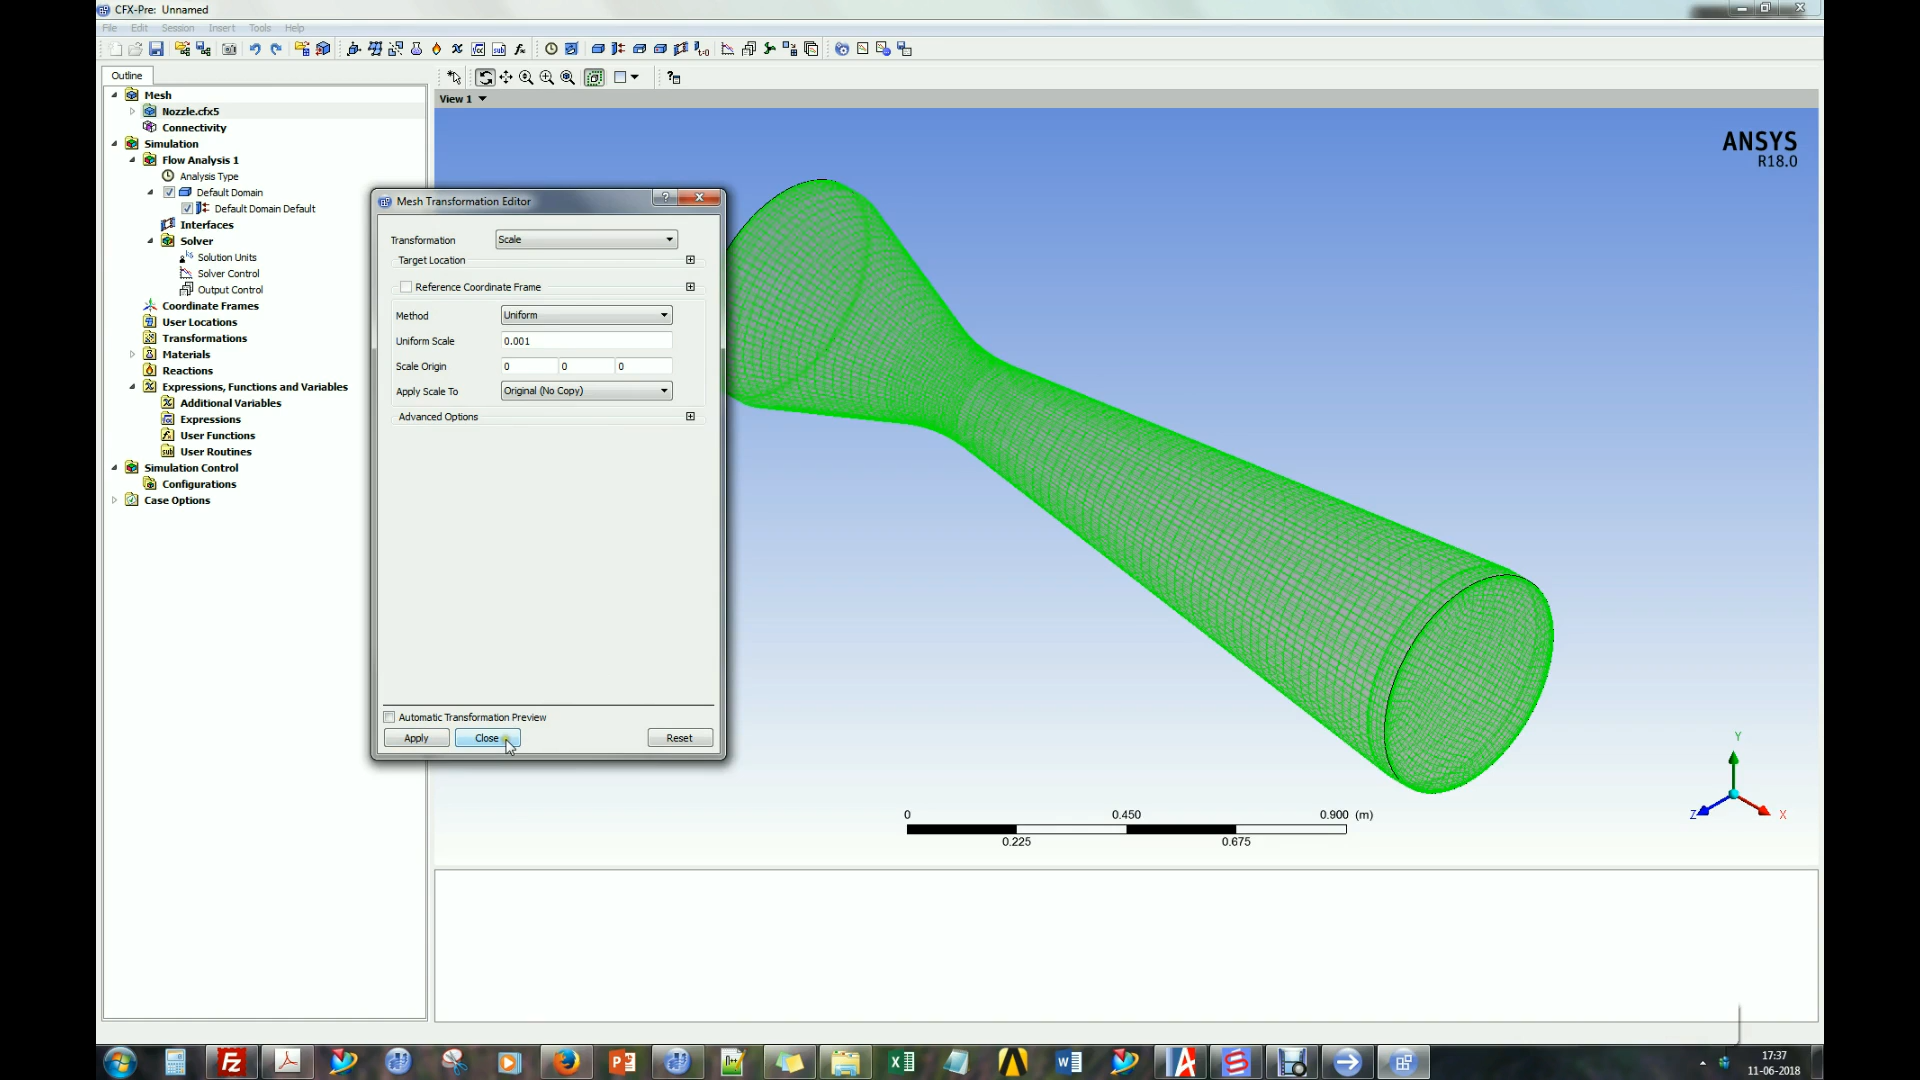 CFX-Pre: Unnamed
File Edit Session Insert Tools Help
Outline
View 1
Mesh
Nozzle.cfx5
Connectivity
Simulation
Flow Analysis 1
Analysis Type
Default Domain
Default Domain Default
Interfaces
Solver
Solution Units
Solver Control
Output Control
Coordinate Frames
User Locations
Transformations
Materials
Reactions
Expressions, Functions and Variables
Additional Variables
Expressions
User Functions
User Routines
Simulation Control
Configurations
Case Options
Mesh Transformation Editor
Transformation Scale
Target Location
Reference Coordinate Frame
Method Uniform
Uniform Scale 0.001
Scale Origin 0 0 0
Apply Scale To Original (No Copy)
Advanced Options
Automatic Transformation Preview
Apply Close Reset
ANSYS
R18.0
0 0.450 0.900 (m)
0.225 0.675
Y
Z X
17:37
11-06-2018